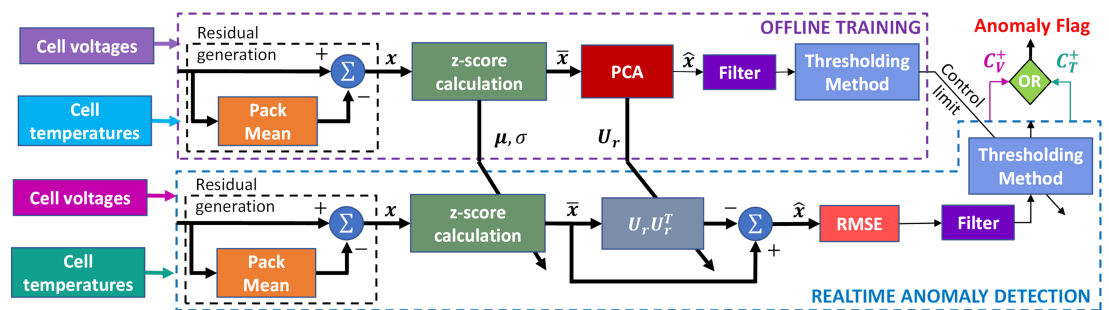 OFFLINE TRAINING
Cell voltages
Cell
temperatures
Residual
generation
+
Σ
−
Pack
Mean
x
z-score
calculation
x̅
PCA
x̂
Filter
Thresholding
Method
Control
limit
μ, σ
U_r
Anomaly Flag
C_V^+
OR
C_T^+
Cell voltages
Cell
temperatures
Residual
generation
+
Σ
−
Pack
Mean
x
z-score
calculation
x̅
U_r U_r^T
−
Σ
+
x̂
RMSE
Filter
Thresholding
Method
REALTIME ANOMALY DETECTION